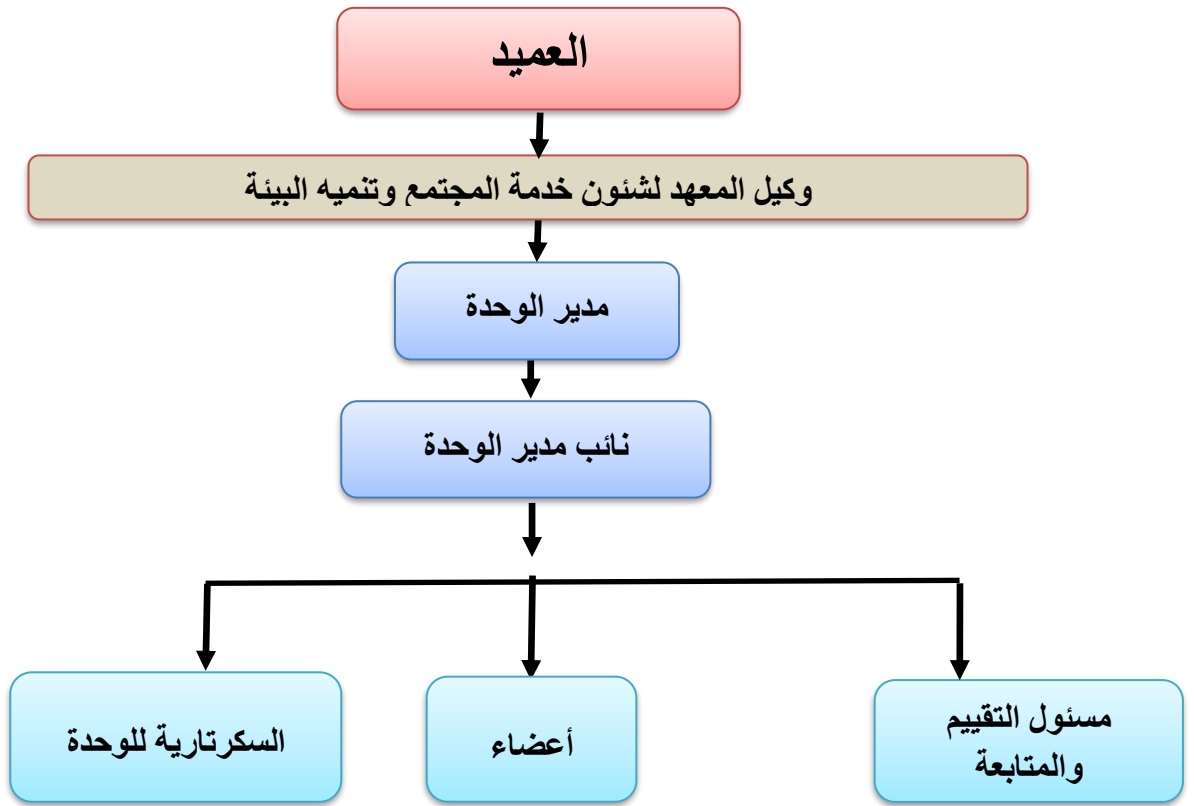 العميد
وكيل المعهد لشئون خدمة المجتمع وتنميه البيئة
مدير الوحدة
نائب مدير الوحدة
مسئول التقييم
والمتابعة
أعضاء
السكرتارية للوحدة